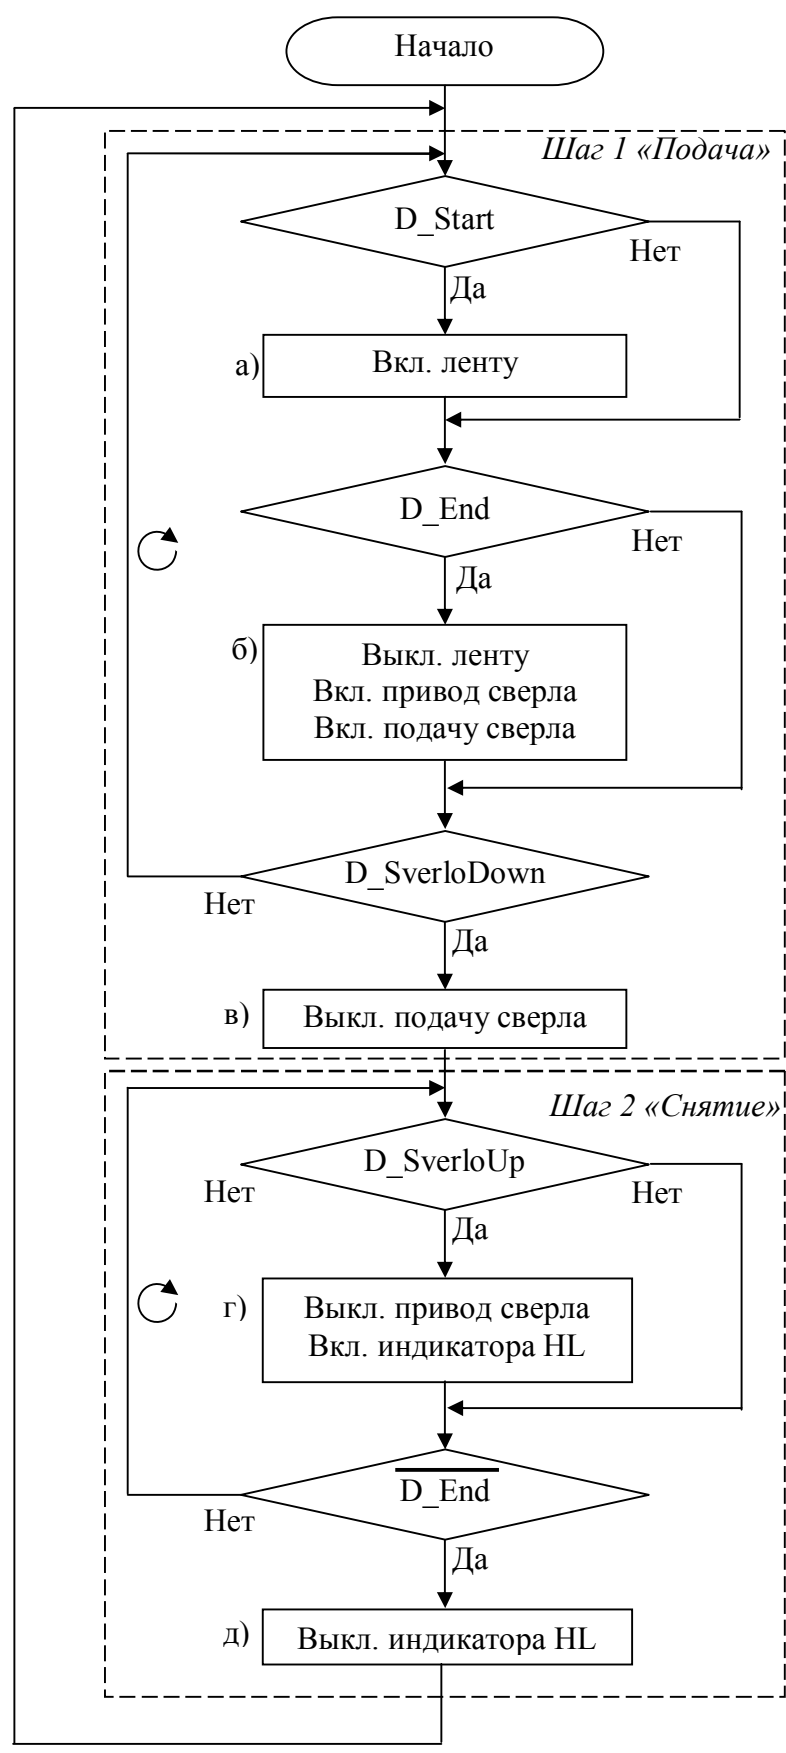 Начало
Шаг 1 «Подача»
D_Start
Нет
Да
а)
Вкл. ленту
D_End
Нет
Да
б)
Выкл. ленту
Вкл. привод сверла
Вкл. подачу сверла
D_SverloDown
Нет
Да
в)
Выкл. подачу сверла
Шаг 2 «Снятие»
D_SverloUp
Нет
Нет
Да
г)
Выкл. привод сверла
Вкл. индикатора HL
D_End
Нет
Да
д)
Выкл. индикатора HL